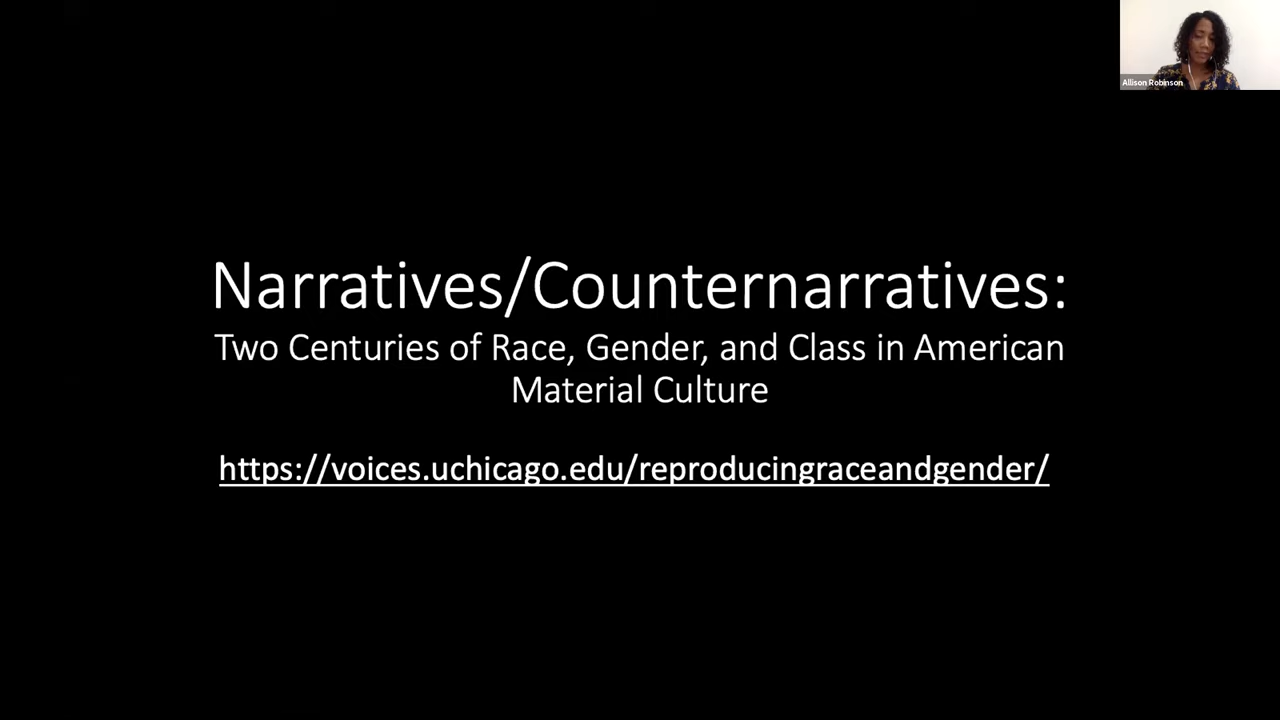 Allison Robinson
Narratives/Counternarratives:
Two Centuries of Race, Gender, and Class in American
Material Culture
https://voices.uchicago.edu/reproducingraceandgender/